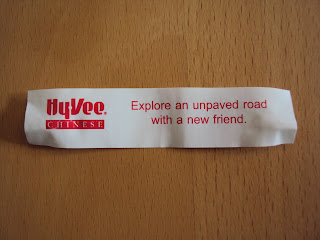 HyVee®
CHINESE
Explore an unpaved road
with a new friend.